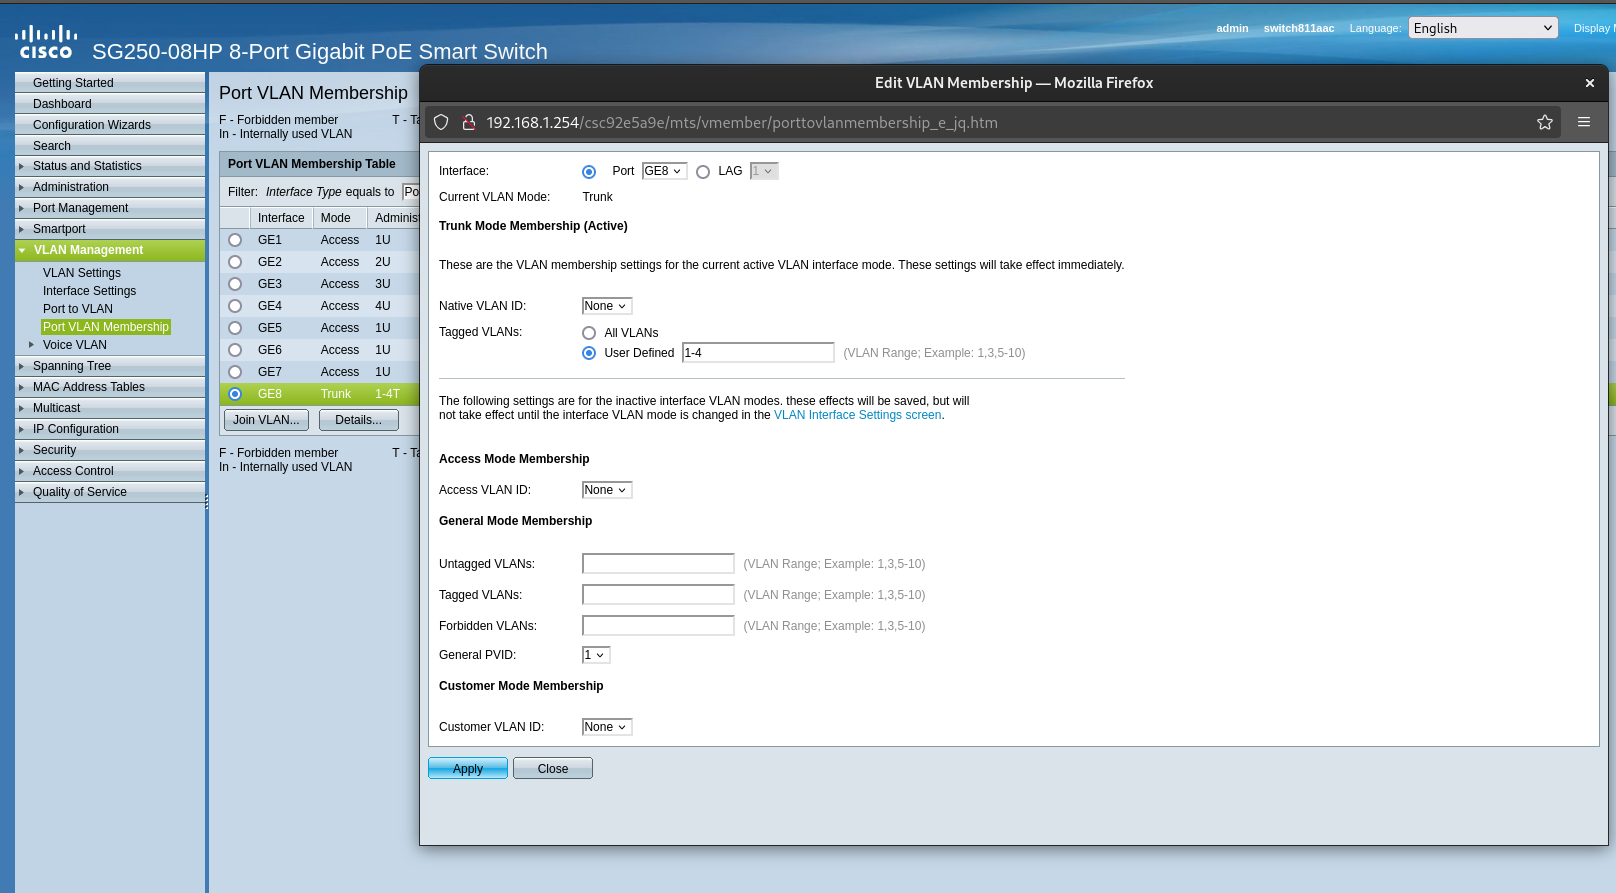 cisco
SG250-08HP 8-Port Gigabit PoE Smart Switch
admin switch811aac Language: English Display
Getting Started
Dashboard
Configuration Wizards
Search
Status and Statistics
Administration
Port Management
Smartport
VLAN Management
VLAN Settings
Interface Settings
Port to VLAN
Port VLAN Membership
Voice VLAN
Spanning Tree
MAC Address Tables
Multicast
IP Configuration
Security
Access Control
Quality of Service
Port VLAN Membership
F - Forbidden member T - Ta
In - Internally used VLAN
Port VLAN Membership Table
Filter: Interface Type equals to Po
Interface Mode Administ
GE1 Access 1U
GE2 Access 2U
GE3 Access 3U
GE4 Access 4U
GE5 Access 1U
GE6 Access 1U
GE7 Access 1U
GE8 Trunk 1-4T
Join VLAN... Details...
F - Forbidden member T - Ta
In - Internally used VLAN
Edit VLAN Membership — Mozilla Firefox
192.168.1.254/csc92e5a9e/mts/vmember/porttovlanmembership_e_jq.htm
Interface: Port GE8 LAG 1
Current VLAN Mode: Trunk
Trunk Mode Membership (Active)
These are the VLAN membership settings for the current active VLAN interface mode. These settings will take effect immediately.
Native VLAN ID: None
Tagged VLANs: All VLANs
User Defined 1-4 (VLAN Range; Example: 1,3,5-10)
The following settings are for the inactive interface VLAN modes. these effects will be saved, but will
not take effect until the interface VLAN mode is changed in the VLAN Interface Settings screen.
Access Mode Membership
Access VLAN ID: None
General Mode Membership
Untagged VLANs: (VLAN Range; Example: 1,3,5-10)
Tagged VLANs: (VLAN Range; Example: 1,3,5-10)
Forbidden VLANs: (VLAN Range; Example: 1,3,5-10)
General PVID: 1
Customer Mode Membership
Customer VLAN ID: None
Apply Close